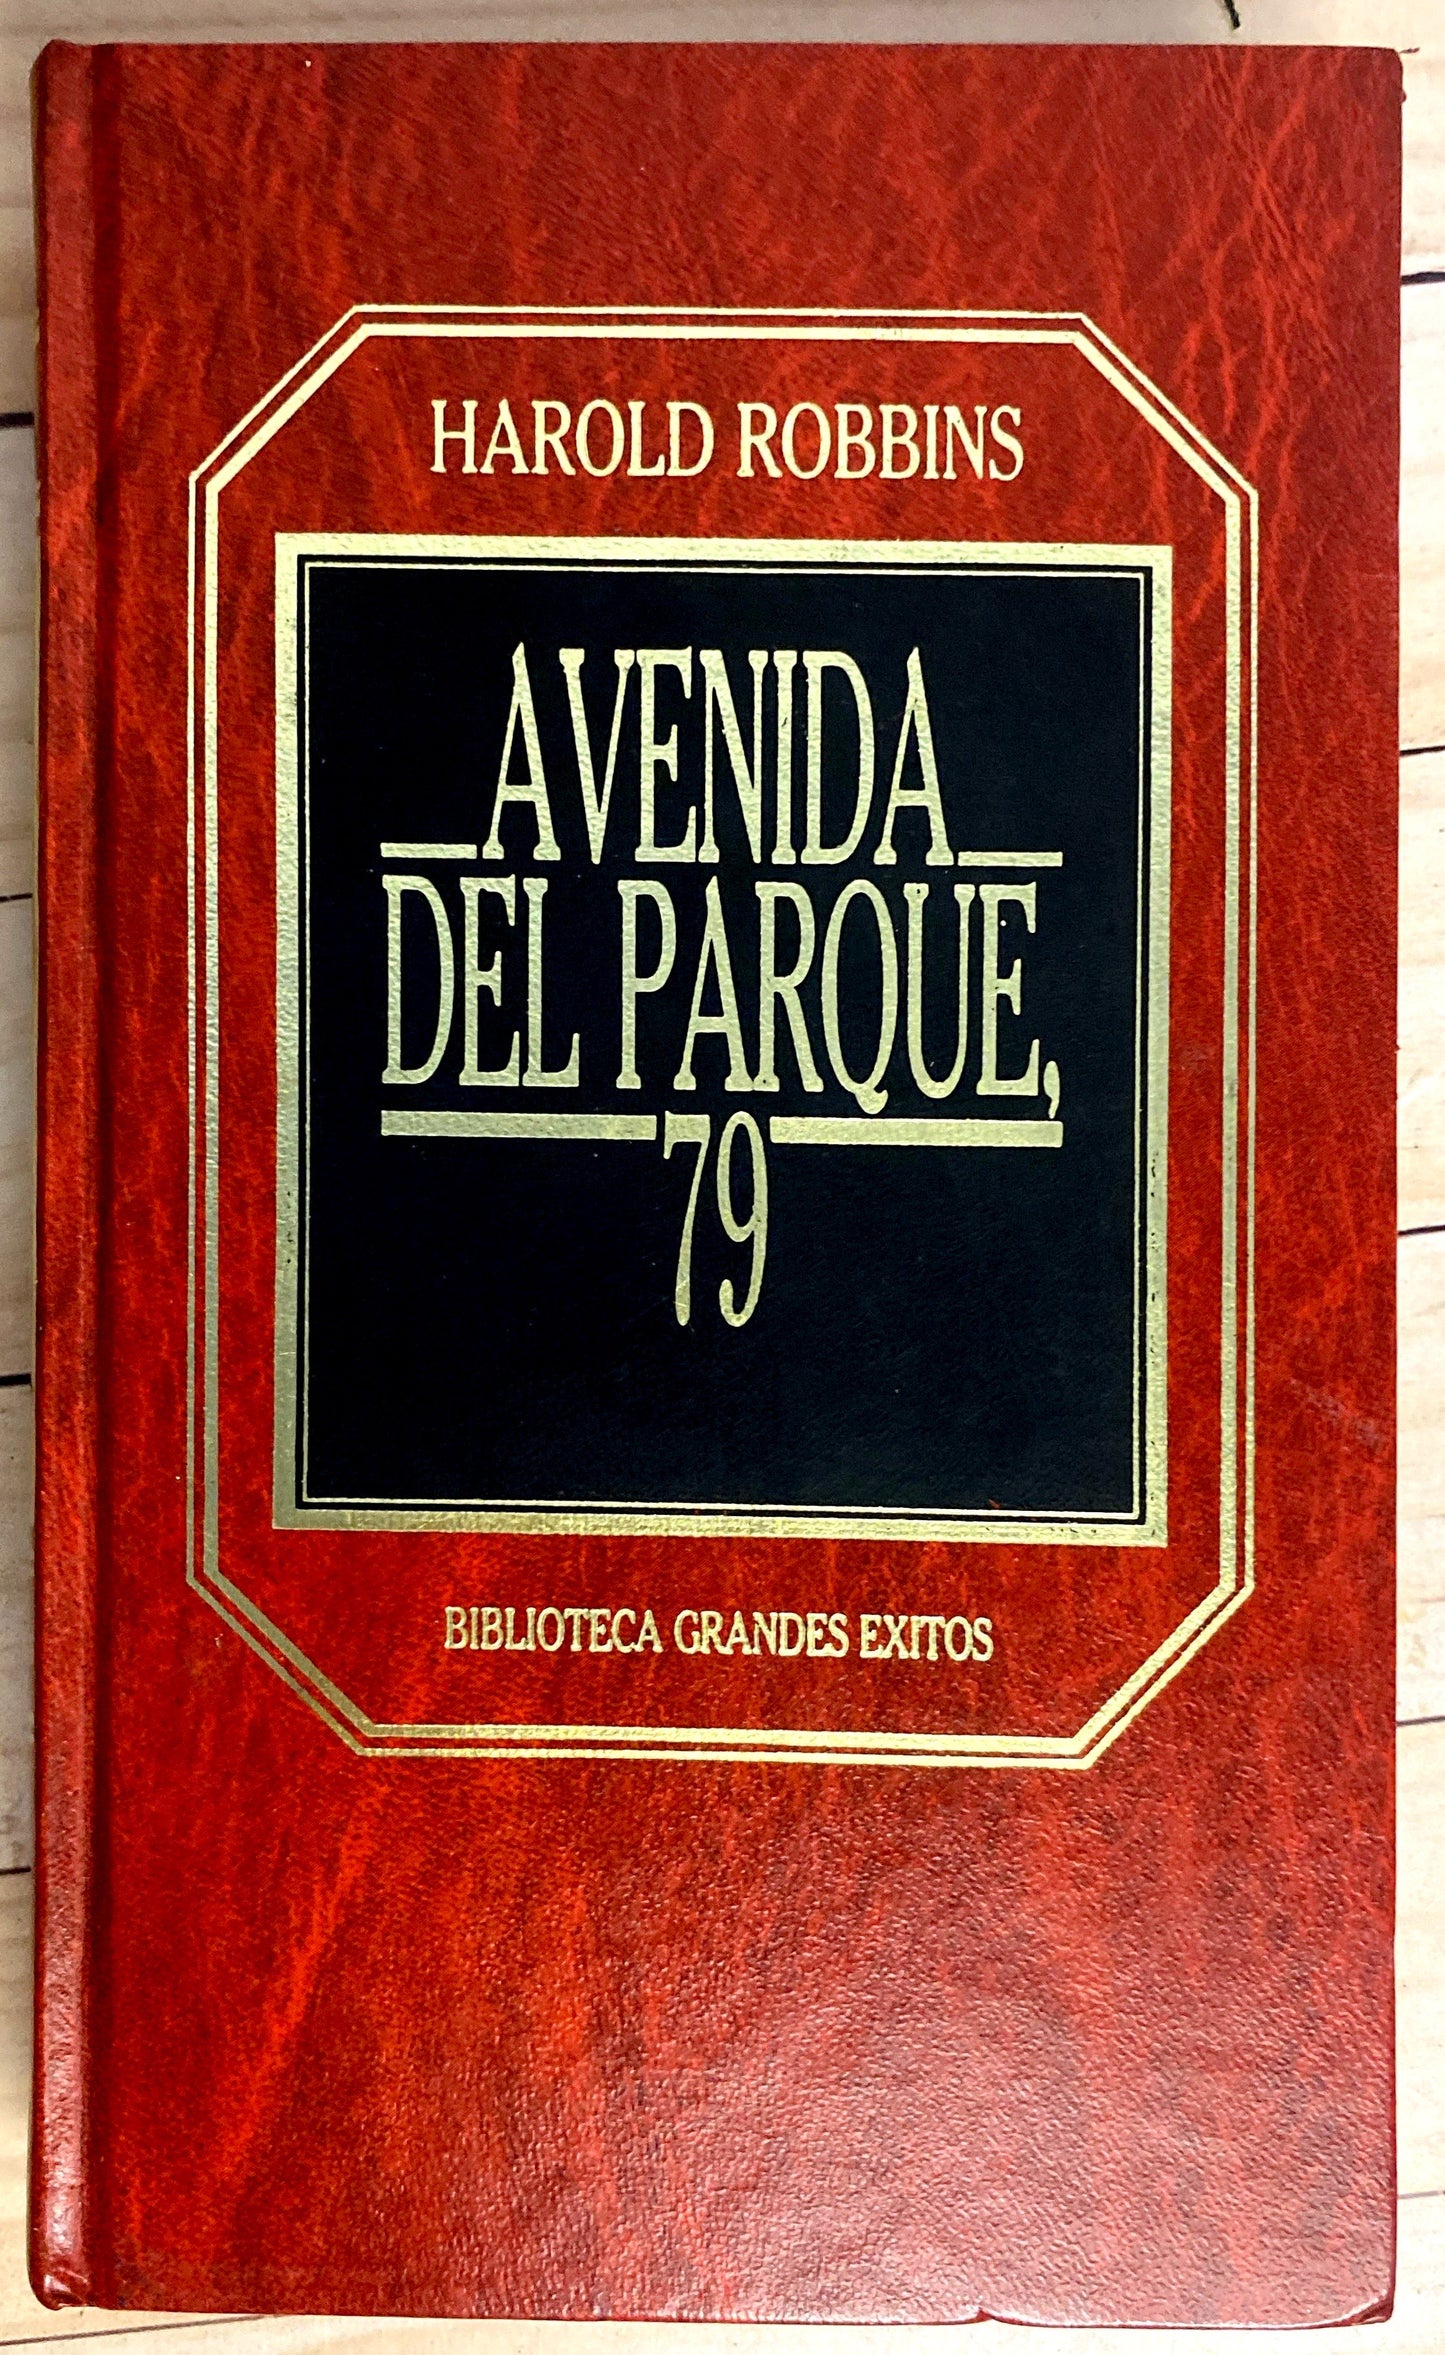 HAROLD ROBBINS
AVENIDA
DEL PARQUE,
79
BIBLIOTECA GRANDES EXITOS